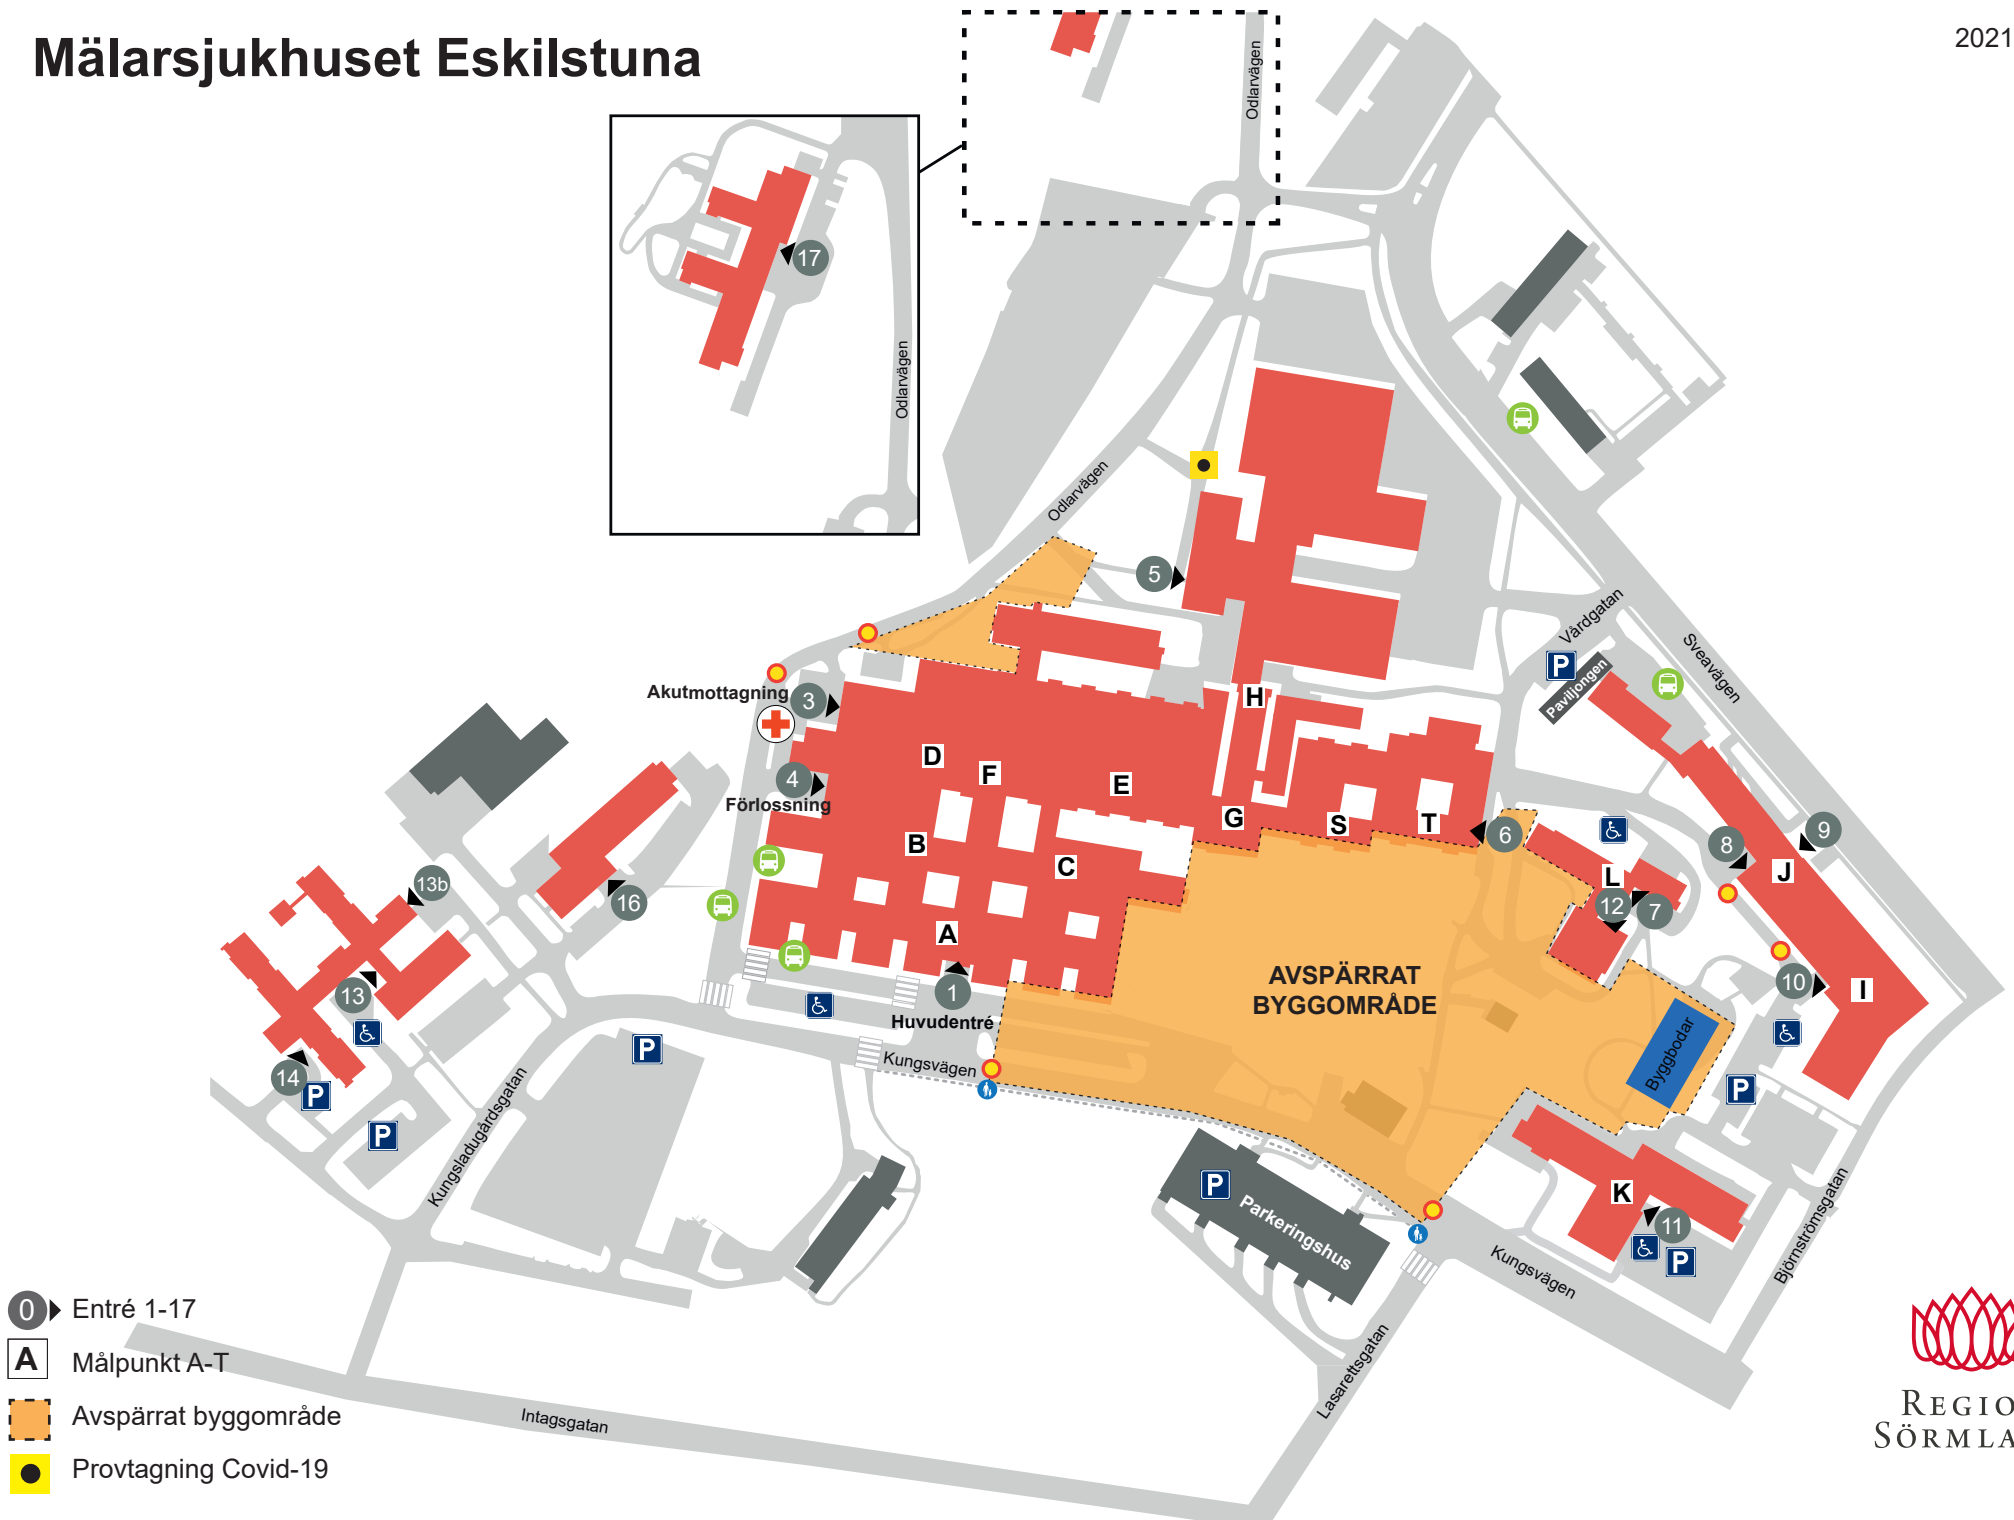 Mälarsjukhuset Eskilstuna
2021
Odlarvägen
17
Odlarvägen
Odlarvägen
5
Vårdgatan
Sveavägen
P
Paviljongen
Akutmottagning
3
H
D
F
E
4
Förlossning
G
S
T
6
B
C
9
8
J
L
12
7
13b
16
A
AVSPÄRRAT
BYGGOMRÅDE
10
I
13
1
Huvudentré
P
Kungsvägen
Byggbodar
14
P
P
P
Kungsladugårdsgatan
P
Parkeringshus
K
11
P
Björnströmsgatan
Kungsvägen
Lasarettsgatan
Intagsgatan
0 Entré 1-17
A Målpunkt A-T
Avspärrat byggområde
Provtagning Covid-19
REGIO
SÖRMLA